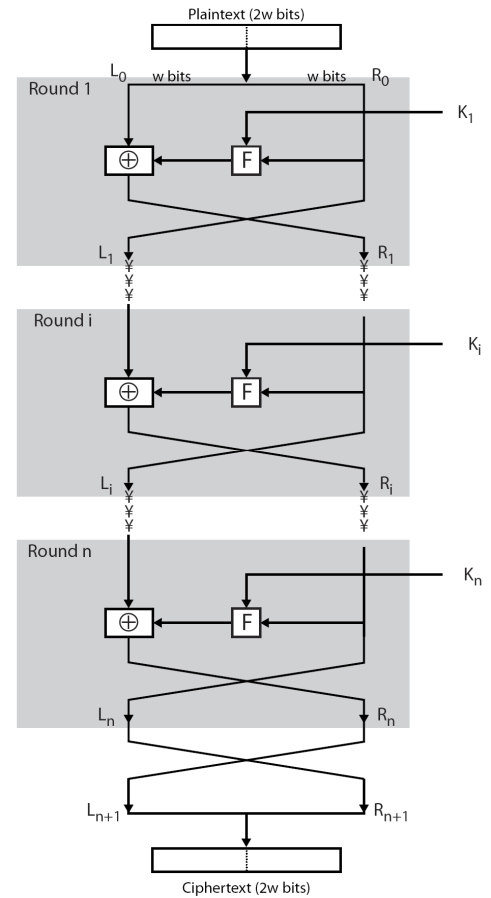 Plaintext (2w bits)
L0 w bits w bits R0
Round 1
K1
⊕ F
L1 R1
¥ ¥
¥ ¥
¥ ¥
Round i
Ki
⊕ F
Li Ri
¥ ¥
¥ ¥
¥ ¥
Round n
Kn
⊕ F
Ln Rn
Ln+1 Rn+1
Ciphertext (2w bits)